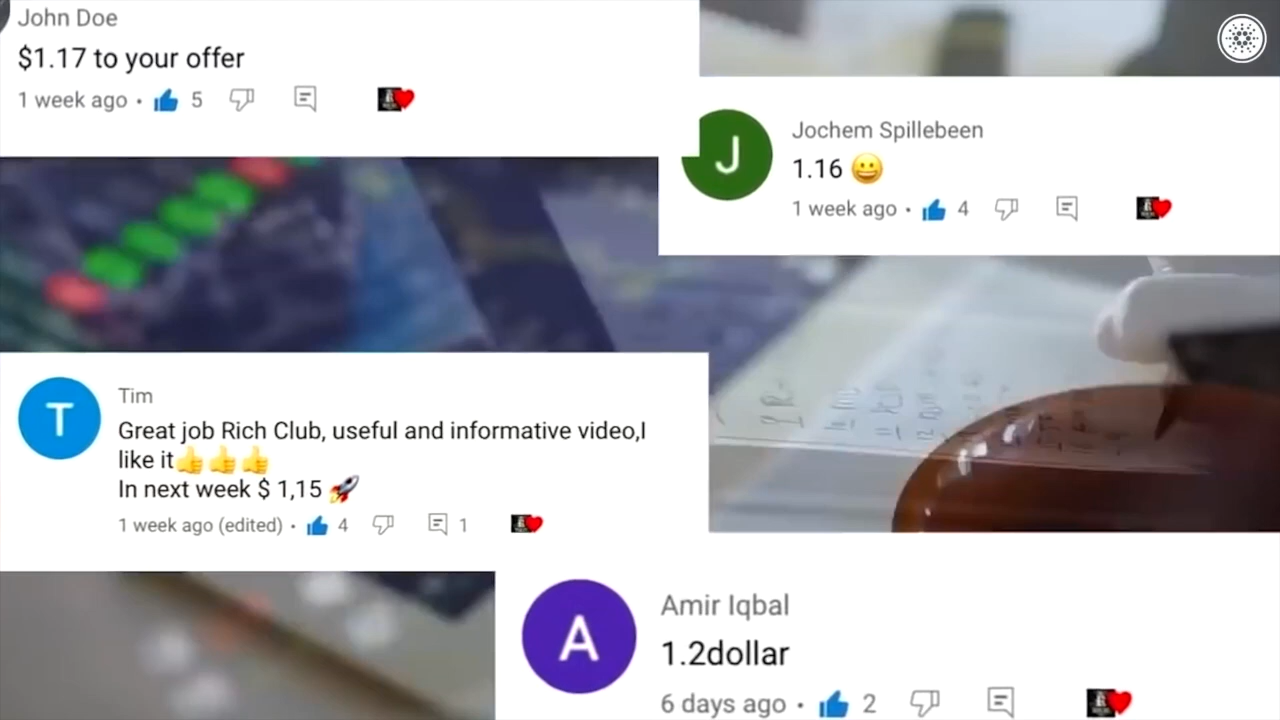 John Doe
$1.17 to your offer
1 week ago • 5
J
Jochem Spillebeen
1.16 😀
1 week ago • 4
T
Tim
Great job Rich Club, useful and informative video,I
like it👍👍👍
In next week $ 1,15 🚀
1 week ago (edited) • 4 1
A
Amir Iqbal
1.2dollar
6 days ago • 2